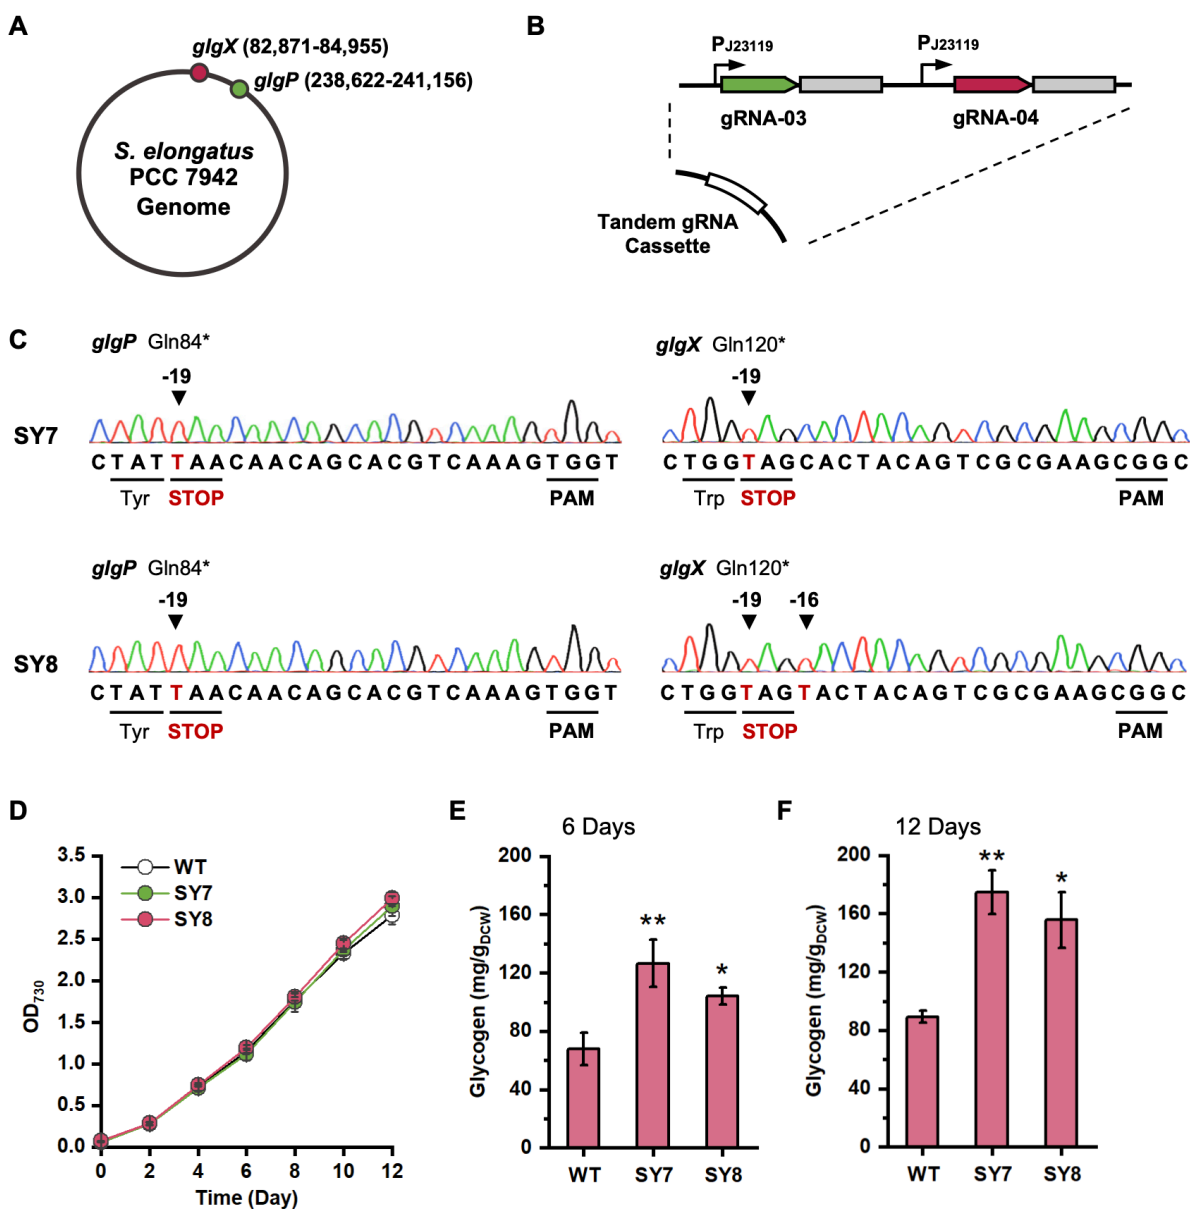 A
glgX (82,871-84,955)
glgP (238,622-241,156)
S. elongatus
PCC 7942
Genome
B
PJ23119 PJ23119
gRNA-03 gRNA-04
Tandem gRNA
Cassette
C
glgP Gln84*
-19
SY7
CTATTAACAACAGCACGTCAAAGTGGT
Tyr STOP PAM
glgX Gln120*
-19
CTGGTAGCACTACAGTCGCGAAGCGGC
Trp STOP PAM
glgP Gln84*
-19
SY8
CTATTAACAACAGCACGTCAAAGTGGT
Tyr STOP PAM
glgX Gln120*
-19 -16
CTGGTAGTACTACAGTCGCGAAGCGGC
Trp STOP PAM
D
3.5
3.0
2.5
2.0
1.5
1.0
0.5
0.0
OD730
WT
SY7
SY8
0 2 4 6 8 10 12
Time (Day)
E
6 Days
200
160
120
80
40
0
Glycogen (mg/gDCW)
** *
WT SY7 SY8
F
12 Days
200
160
120
80
40
0
Glycogen (mg/gDCW)
** *
WT SY7 SY8